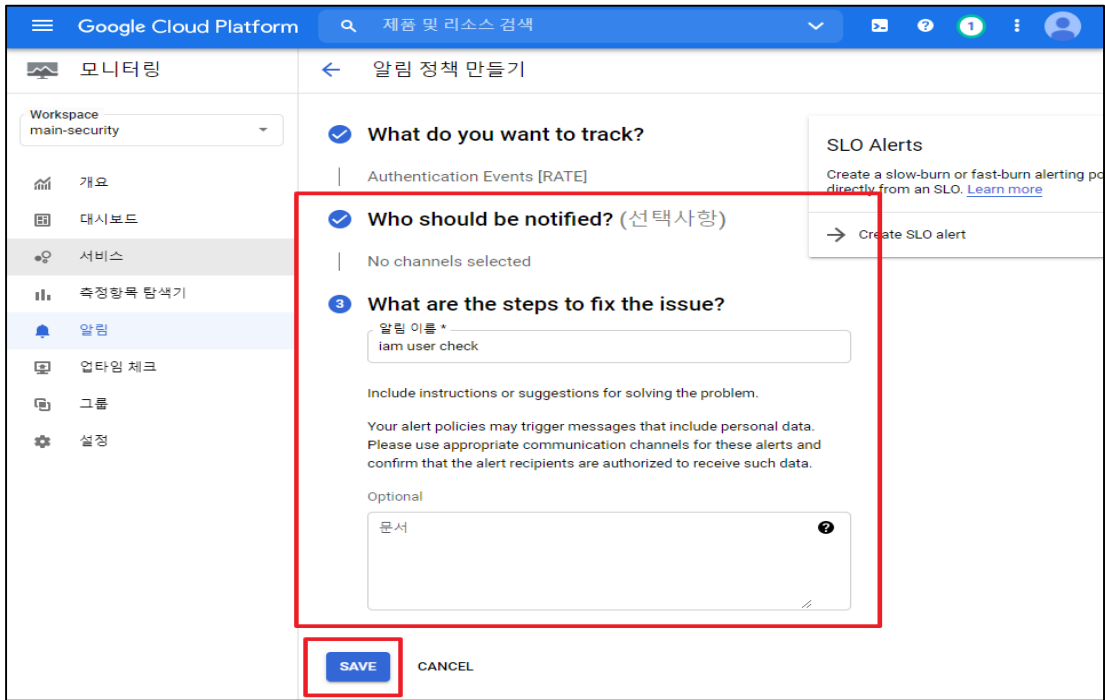 Google Cloud Platform
제품 및 리소스 검색
1
모니터링
알림 정책 만들기
Workspace
main-security
개요
대시보드
서비스
측정항목 탐색기
알림
업타임 체크
그룹
설정
What do you want to track?
Authentication Events [RATE]
Who should be notified? (선택사항)
No channels selected
3
What are the steps to fix the issue?
알림 이름 *
iam user check
Include instructions or suggestions for solving the problem.
Your alert policies may trigger messages that include personal data.
Please use appropriate communication channels for these alerts and
confirm that the alert recipients are authorized to receive such data.
Optional
문서
SAVE
CANCEL
SLO Alerts
Create a slow-burn or fast-burn alerting po
directly from an SLO. Learn more
Create SLO alert